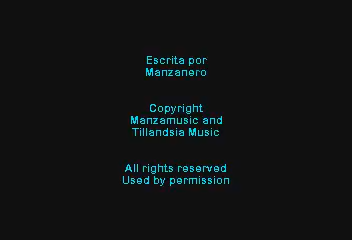 Escrita por
Manzanero
Copyright
Manzamusic and
Tillandsia Music
All rights reserved
Used by permission